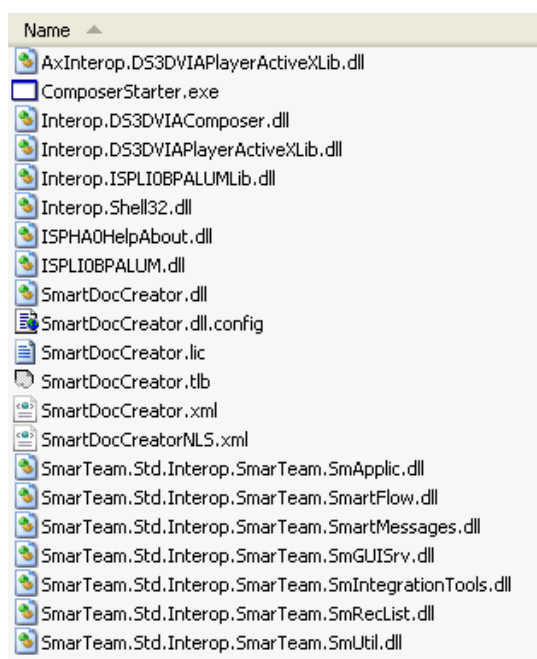 Name
AxInterop.DS3DVIAPlayerActiveXLib.dll
ComposerStarter.exe
Interop.DS3DVIAComposer.dll
Interop.DS3DVIAPlayerActiveXLib.dll
Interop.ISPLI0BPALUMLib.dll
Interop.Shell32.dll
ISPHA0HelpAbout.dll
ISPLI0BPALUM.dll
SmartDocCreator.dll
SmartDocCreator.dll.config
SmartDocCreator.lic
SmartDocCreator.tlb
SmartDocCreator.xml
SmartDocCreatorNLS.xml
SmarTeam.Std.Interop.SmarTeam.SmApplic.dll
SmarTeam.Std.Interop.SmarTeam.SmartFlow.dll
SmarTeam.Std.Interop.SmarTeam.SmartMessages.dll
SmarTeam.Std.Interop.SmarTeam.SmGUISrv.dll
SmarTeam.Std.Interop.SmarTeam.SmIntegrationTools.dll
SmarTeam.Std.Interop.SmarTeam.SmRecList.dll
SmarTeam.Std.Interop.SmarTeam.SmUtil.dll